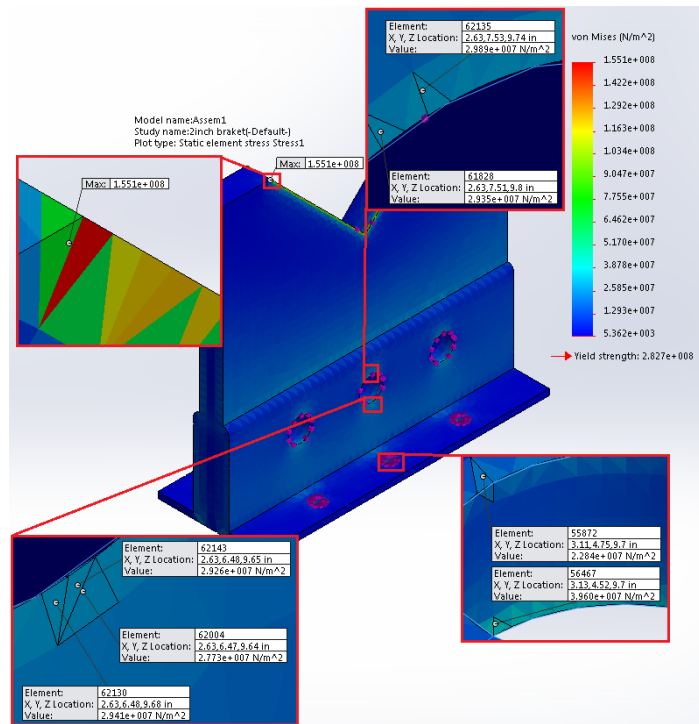 Model name:Assem1
Study name:2inch braket(-Default-)
Plot type: Static element stress Stress1
Max: 1.551e+008
Max: 1.551e+008
Element: 62135
X, Y, Z Location: 2.63,7.53,9.74 in
Value: 2.989e+007 N/m^2
Element: 61828
X, Y, Z Location: 2.63,7.51,9.8 in
Value: 2.935e+007 N/m^2
von Mises (N/m^2)
1.551e+008
1.422e+008
1.292e+008
1.163e+008
1.034e+008
9.047e+007
7.755e+007
6.462e+007
5.170e+007
3.878e+007
2.585e+007
1.293e+007
5.362e+003
Yield strength: 2.827e+008
Element: 62143
X, Y, Z Location: 2.63,6.48,9.65 in
Value: 2.926e+007 N/m^2
Element: 62004
X, Y, Z Location: 2.63,6.47,9.64 in
Value: 2.773e+007 N/m^2
Element: 62130
X, Y, Z Location: 2.63,6.48,9.68 in
Value: 2.941e+007 N/m^2
Element: 55872
X, Y, Z Location: 3.11,4.75,9.7 in
Value: 2.284e+007 N/m^2
Element: 56467
X, Y, Z Location: 3.13,4.52,9.7 in
Value: 3.960e+007 N/m^2